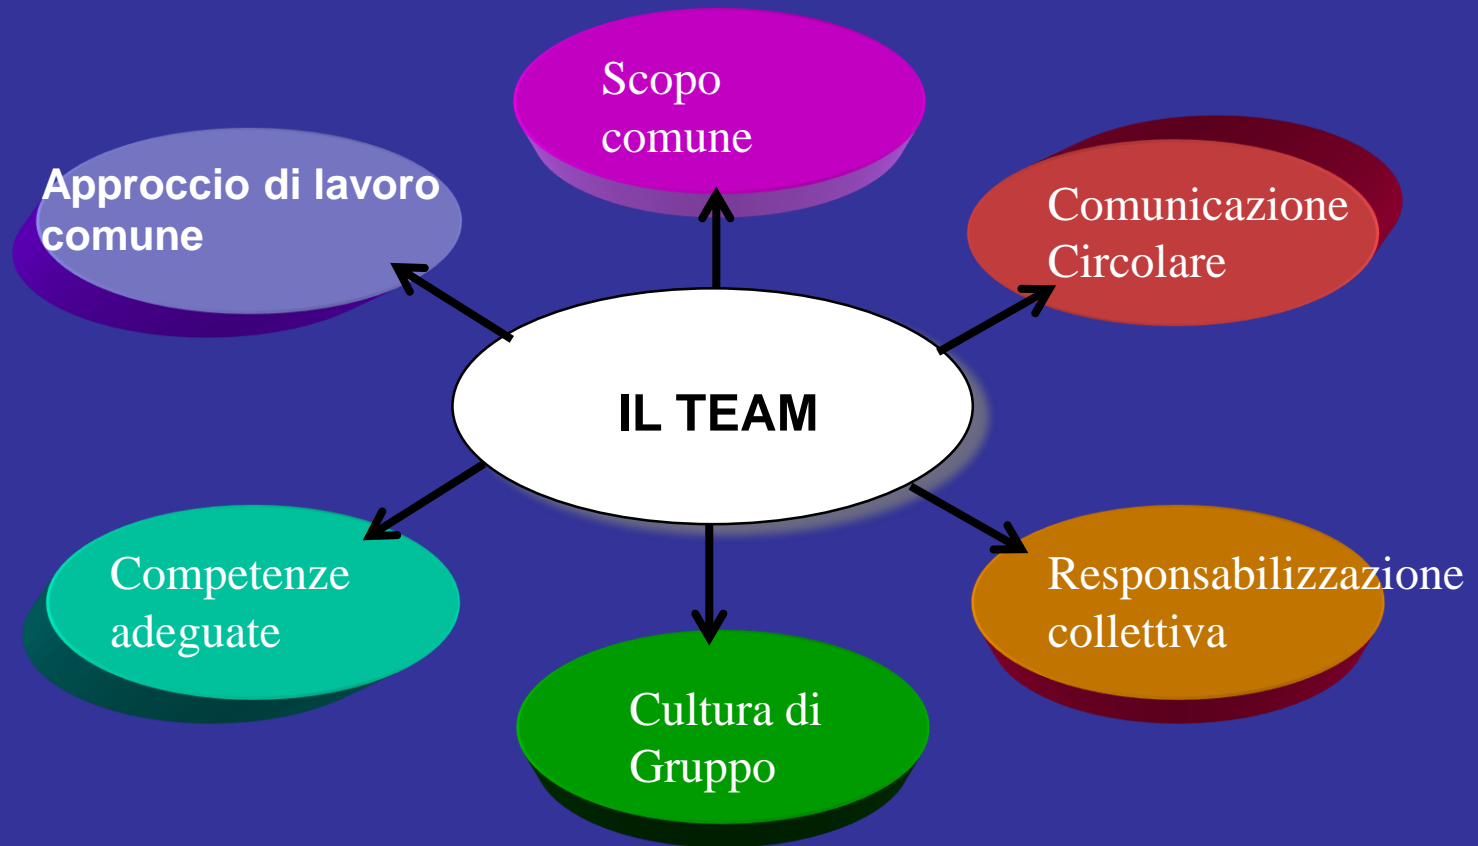 Scopo
comune
Approccio di lavoro
comune
Comunicazione
Circolare
IL TEAM
Competenze
adeguate
Responsabilizzazione
collettiva
Cultura di
Gruppo